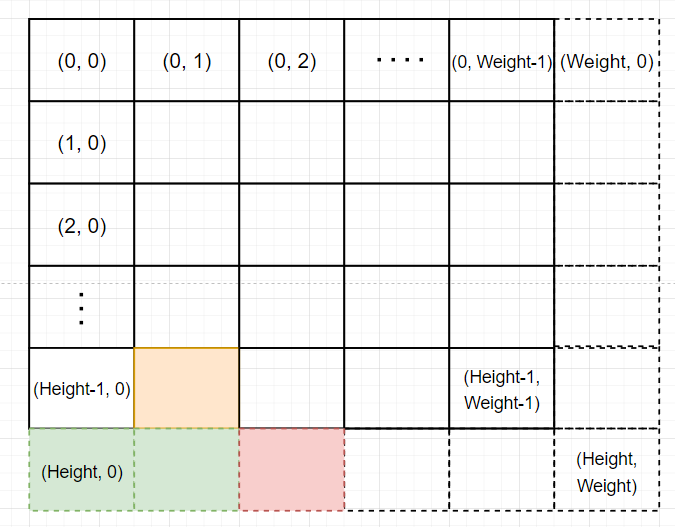 (0, 0) (0, 1) (0, 2) ···· (0, Weight-1) (Weight, 0)
(1, 0)
(2, 0)
⋮
(Height-1, 0)
(Height-1,
Weight-1)
(Height, 0)
(Height,
Weight)